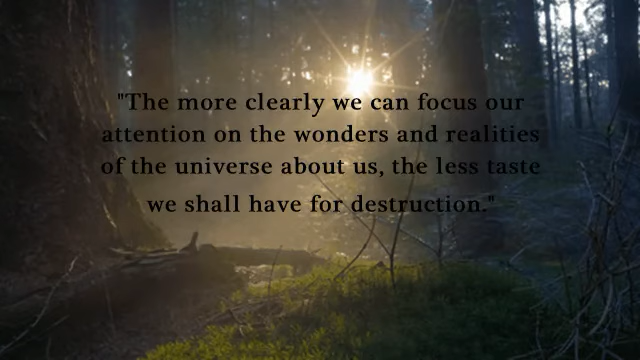 "The more clearly we can focus our
attention on the wonders and realities
of the universe about us, the less taste
we shall have for destruction."